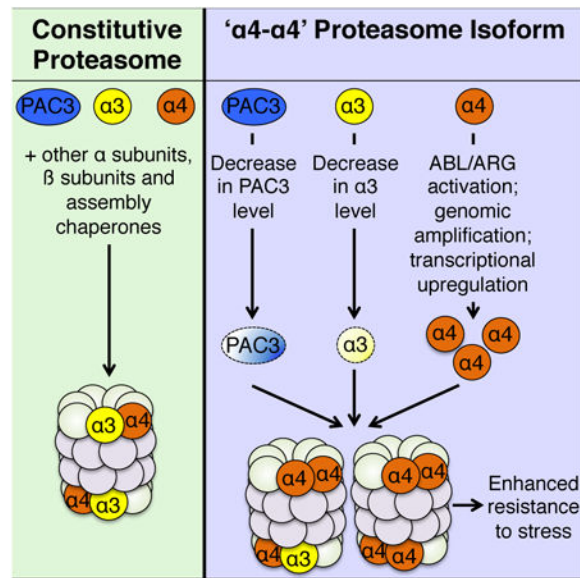 Constitutive
Proteasome
PAC3 α3 α4
+ other α subunits,
ß subunits and
assembly
chaperones
α3 α4
α4 α3
‘α4-α4’ Proteasome Isoform
PAC3 α3 α4
Decrease
in PAC3
level
Decrease
in α3
level
ABL/ARG
activation;
genomic
amplification;
transcriptional
upregulation
PAC3
α3
α4 α4
α4
α4 α4
α4 α3
α4 α4
α4 α4
Enhanced
resistance
to stress